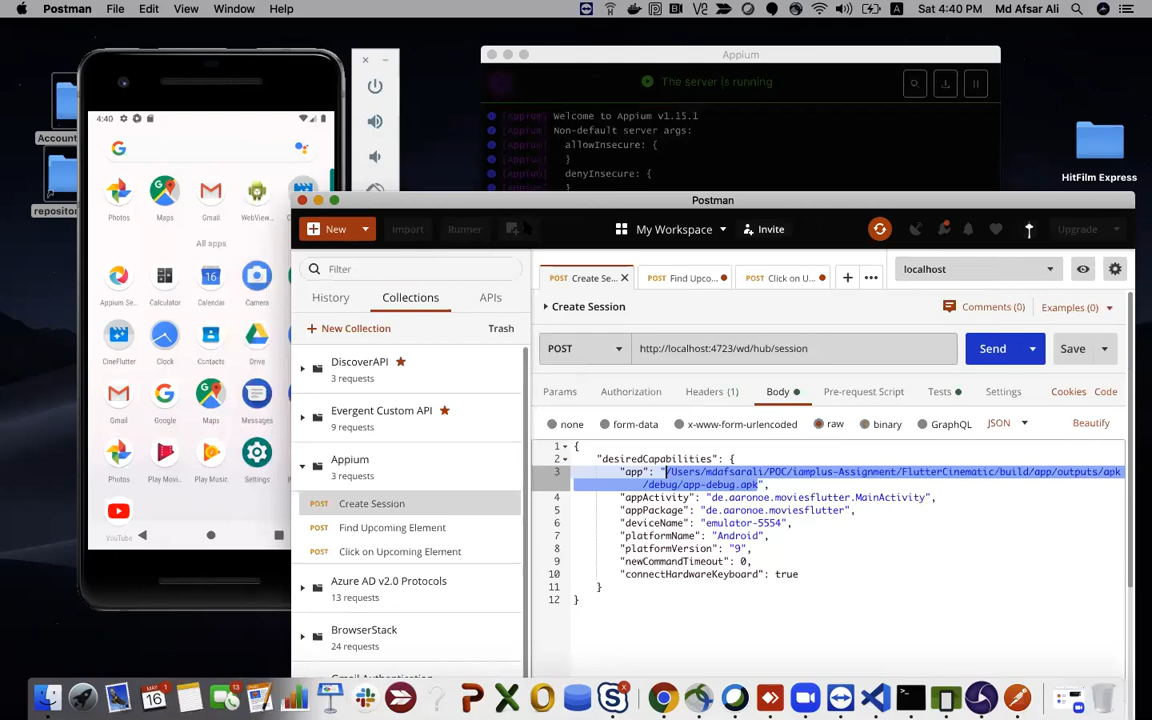 Postman File Edit View Window Help
Sat 4:40 PM Md Afsar Ali
Account
repositor
HitFilm Express
4:40
Photos Maps Gmail WebView...
All apps
Appium Se... Calculator Calendar Camera
CineFlutter Clock Contacts Drive
Gmail Google Maps Messages
Photos Play Movi... Play Music Settings
YouTube
Appium
The server is running
[Appium] Welcome to Appium v1.15.1
[Appium] Non-default server args:
[Appium] allowInsecure: {
[Appium] }
[Appium] denyInsecure: {
[Appium] }
Postman
New Import Runner
My Workspace Invite
Upgrade
Filter
History Collections APIs
+ New Collection Trash
DiscoverAPI
3 requests
Evergent Custom API
9 requests
Appium
3 requests
POST Create Session
POST Find Upcoming Element
POST Click on Upcoming Element
Azure AD v2.0 Protocols
13 requests
BrowserStack
24 requests
POST Create Se... POST Find Upco... POST Click on U...
localhost
Create Session
Comments (0) Examples (0)
POST http://localhost:4723/wd/hub/session Send Save
Params Authorization Headers (1) Body Pre-request Script Tests Settings Cookies Code
none form-data x-www-form-urlencoded raw binary GraphQL JSON Beautify
1 {
2 "desiredCapabilities": {
3 "app": "/Users/mdafsarali/POC/iamplus-Assignment/FlutterCinematic/build/app/outputs/apk
/debug/app-debug.apk",
4 "appActivity": "de.aaronoe.moviesflutter.MainActivity",
5 "appPackage": "de.aaronoe.moviesflutter",
6 "deviceName": "emulator-5554",
7 "platformName": "Android",
8 "platformVersion": "9",
9 "newCommandTimeout": 0,
10 "connectHardwareKeyboard": true
11 }
12 }